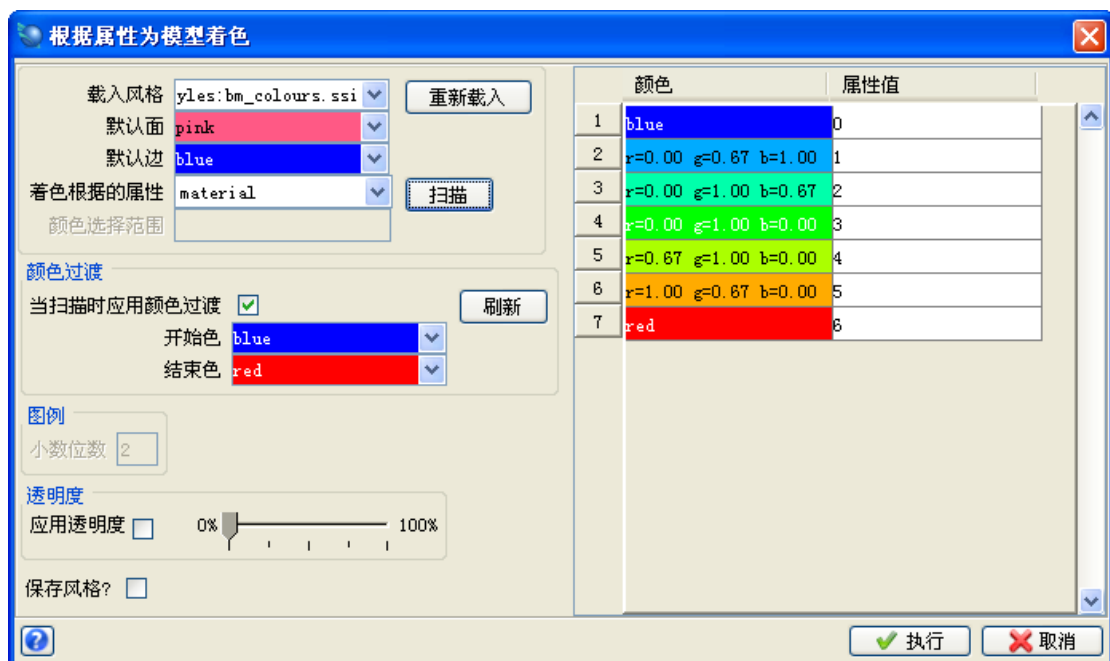 根据属性为模型着色
载入风格 yles:bm_colours.ssi 重新载入
默认面 pink
默认边 blue
着色根据的属性 material 扫描
颜色选择范围
颜色过渡
当扫描时应用颜色过渡 刷新
开始色 blue
结束色 red
图例
小数位数 2
透明度
应用透明度 0% 100%
保存风格?
颜色 属性值
1 blue 0
2 r=0.00 g=0.67 b=1.00 1
3 r=0.00 g=1.00 b=0.67 2
4 r=0.00 g=1.00 b=0.00 3
5 r=0.67 g=1.00 b=0.00 4
6 r=1.00 g=0.67 b=0.00 5
7 red 6
? 执行 取消